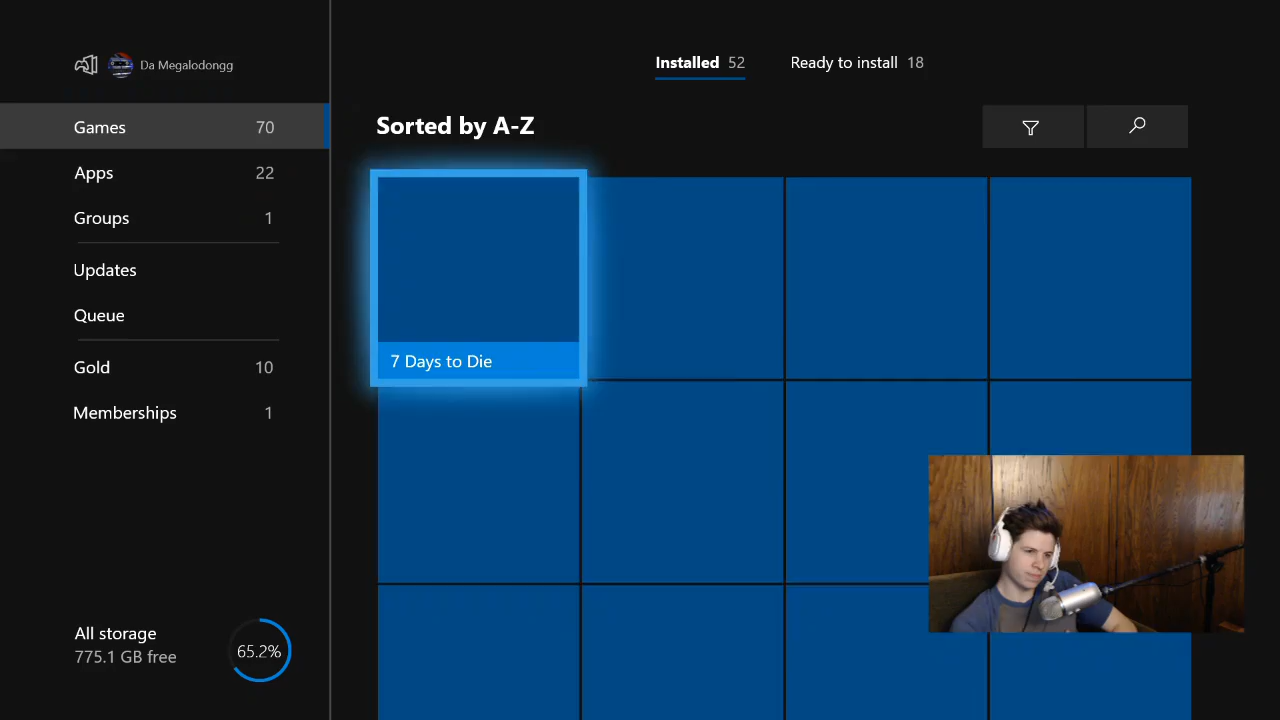 Da Megalodongg
Games 70
Apps 22
Groups 1
Updates
Queue
Gold 10
Memberships 1
All storage
775.1 GB free
65.2%
Installed 52
Ready to install 18
Sorted by A-Z
7 Days to Die